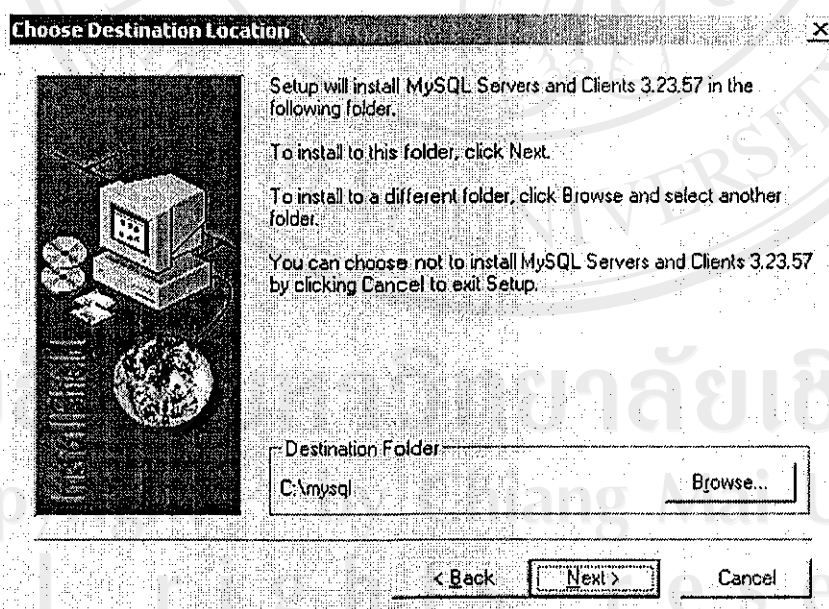 Choose Destination Location
Setup will install MySQL Servers and Clients 3.23.57 in the
following folder.
To install to this folder, click Next.
To install to a different folder, click Browse and select another
folder.
You can choose not to install MySQL Servers and Clients 3.23.57
by clicking Cancel to exit Setup.
InstallShield
Destination Folder
C:\mysql
Browse...
< Back
Next >
Cancel